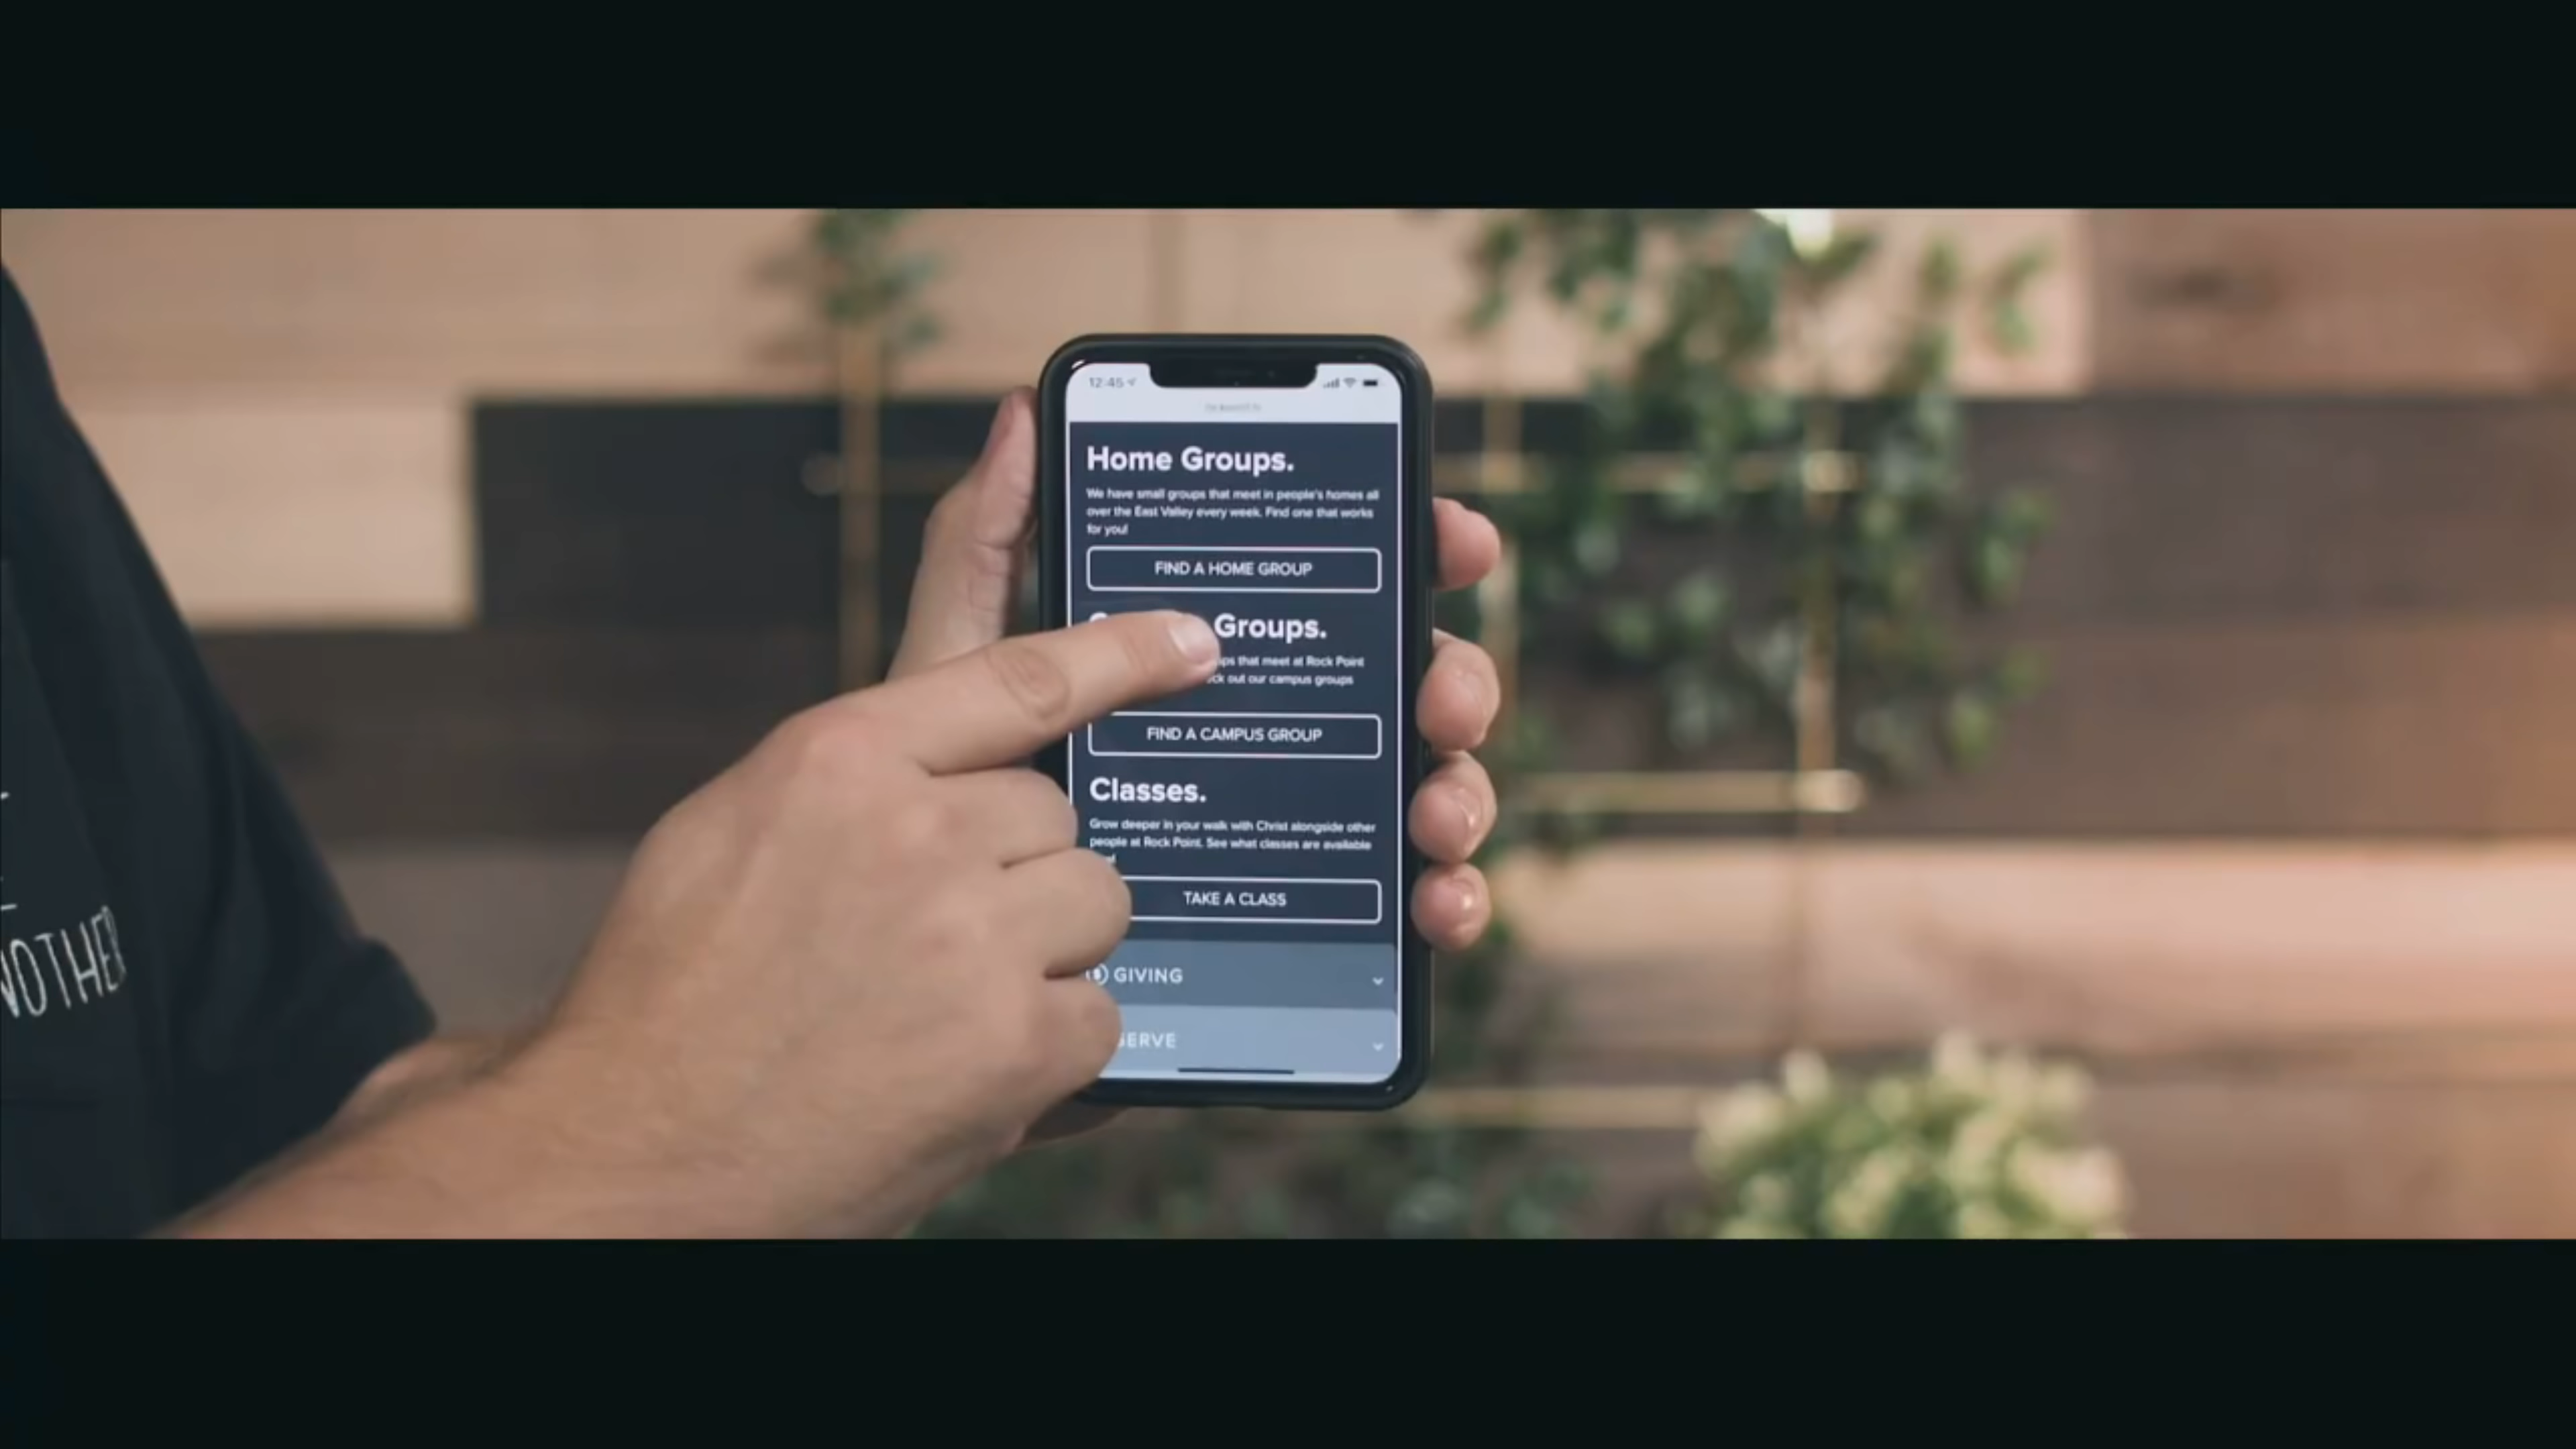 12:45
Home Groups.
We have small groups that meet in people's homes all
over the East Valley every week. Find one that works
for you!
FIND A HOME GROUP
Groups.
that meet at Rock Point
out our campus groups
FIND A CAMPUS GROUP
Classes.
Grow deeper in your walk with Christ alongside other
people at Rock Point. See what classes are available
TAKE A CLASS
GIVING
SERVE
NOTHER